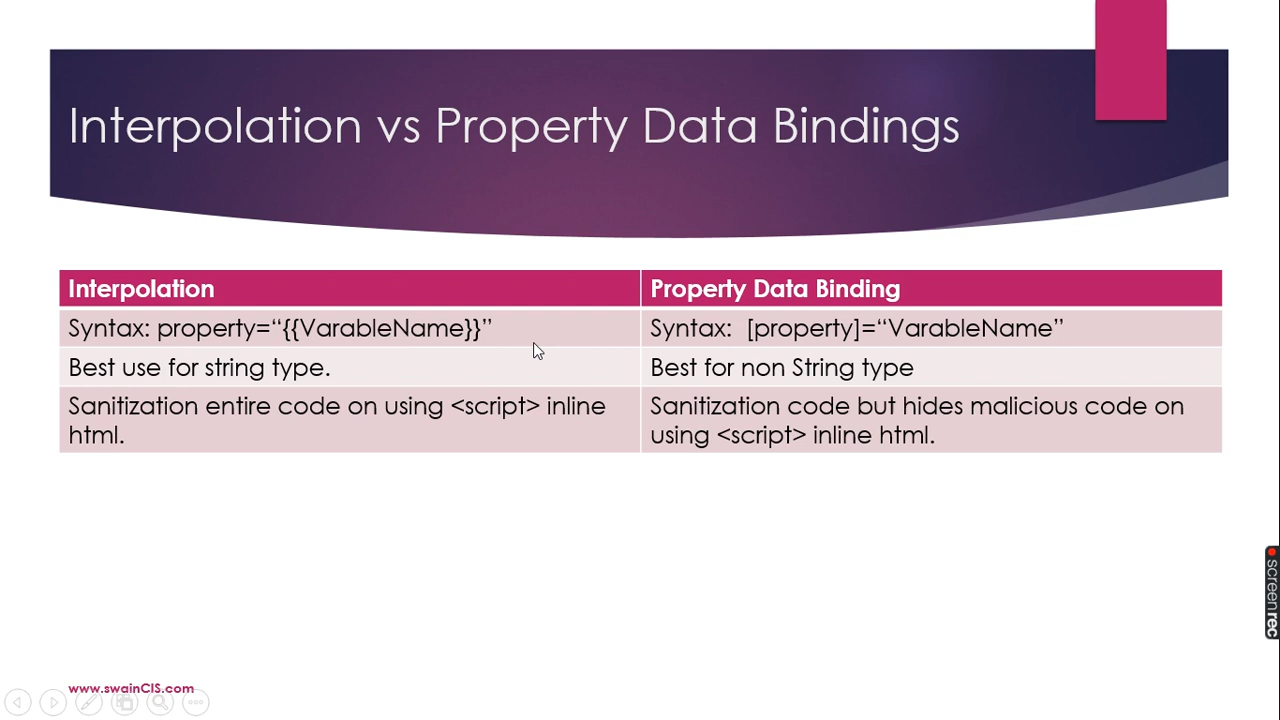 Interpolation vs Property Data Bindings
Interpolation
Property Data Binding
Syntax: property=“{{VarableName}}”
Syntax:  [property]=“VarableName”
Best use for string type.
Best for non String type
Sanitization entire code on using <script> inline
html.
Sanitization code but hides malicious code on
using <script> inline html.
www.swainCIS.com
screenrec